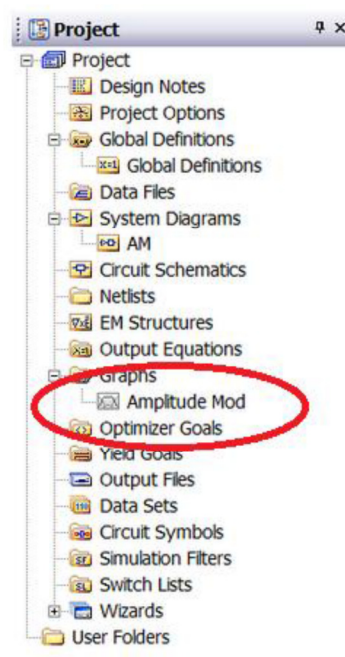 Project
Project
Design Notes
Project Options
Global Definitions
Global Definitions
Data Files
System Diagrams
AM
Circuit Schematics
Netlists
EM Structures
Output Equations
Graphs
Amplitude Mod
Optimizer Goals
Yield Goals
Output Files
Data Sets
Circuit Symbols
Simulation Filters
Switch Lists
Wizards
User Folders